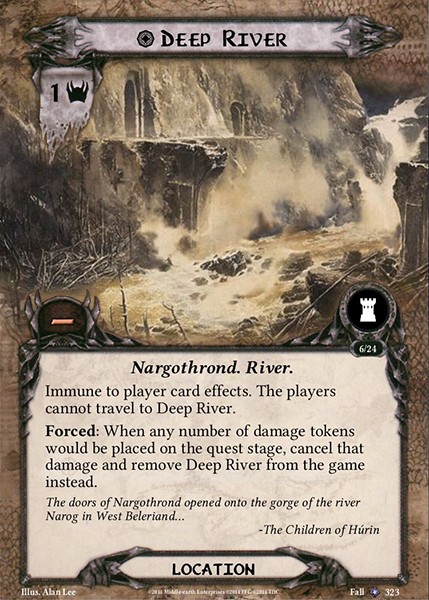 DEEP RIVER
1
–
6/24
Nargothrond. River.
Immune to player card effects. The players
cannot travel to Deep River.
Forced: When any number of damage tokens
would be placed on the quest stage, cancel that
damage and remove Deep River from the game
instead.
The doors of Nargothrond opened onto the gorge of the river
Narog in West Beleriand...
-The Children of Húrin
LOCATION
Illus. Alan Lee
Fall 323